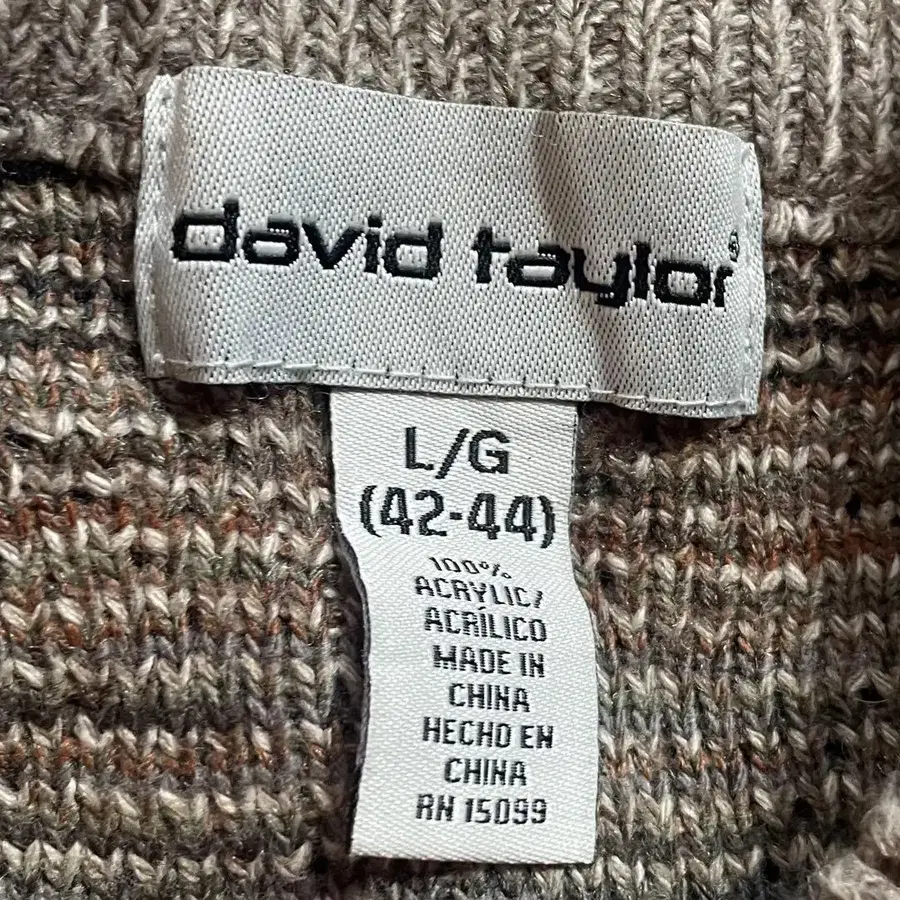 david taylor®
L/G
(42-44)
100%
ACRYLIC/
ACRÍLICO
MADE IN
CHINA
HECHO EN
CHINA
RN 15099